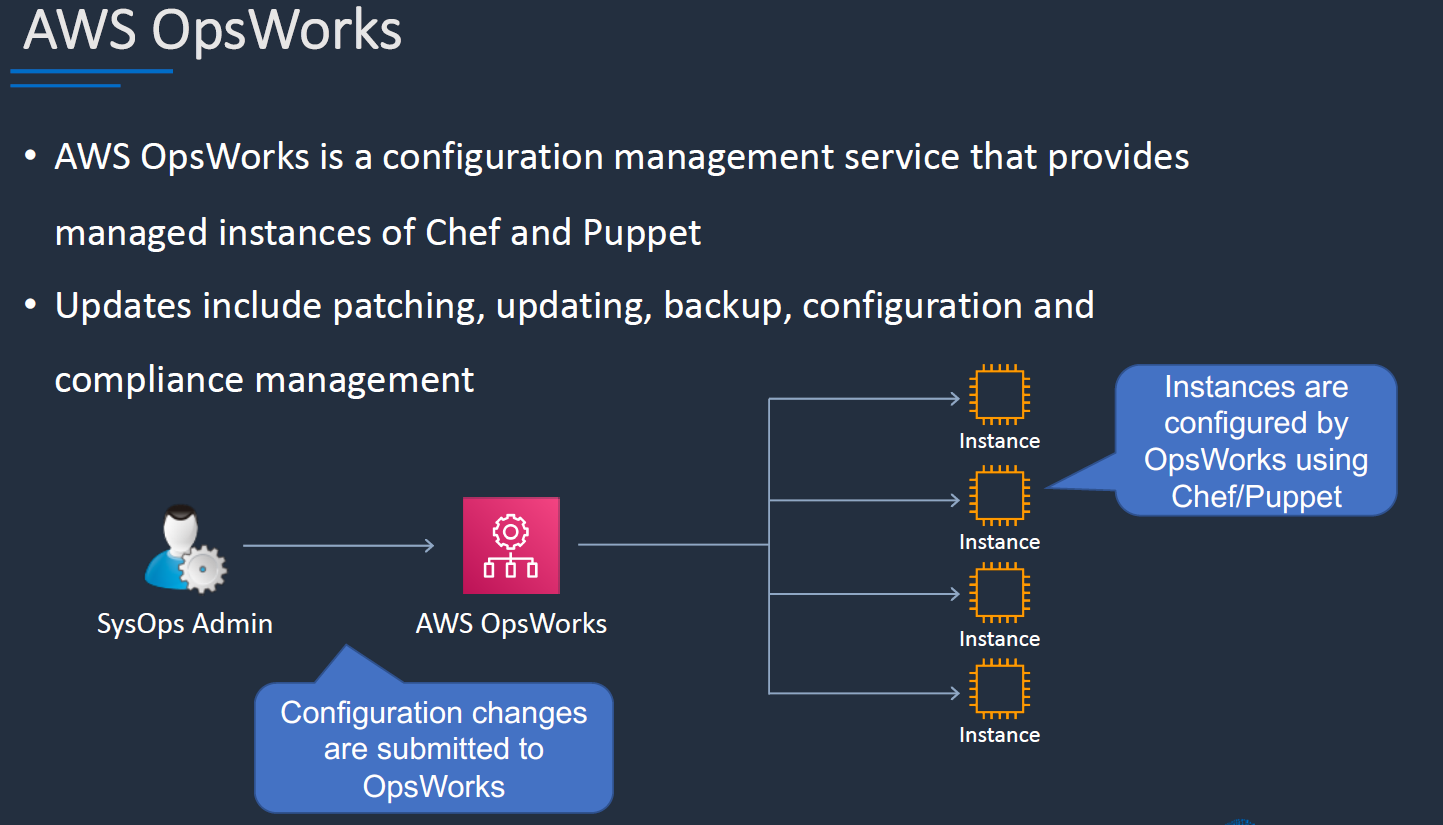 AWS OpsWorks
• AWS OpsWorks is a configuration management service that provides
managed instances of Chef and Puppet
• Updates include patching, updating, backup, configuration and
compliance management
Instance
Instances are
configured by
OpsWorks using
Chef/Puppet
Instance
Instance
Instance
SysOps Admin
AWS OpsWorks
Configuration changes
are submitted to
OpsWorks